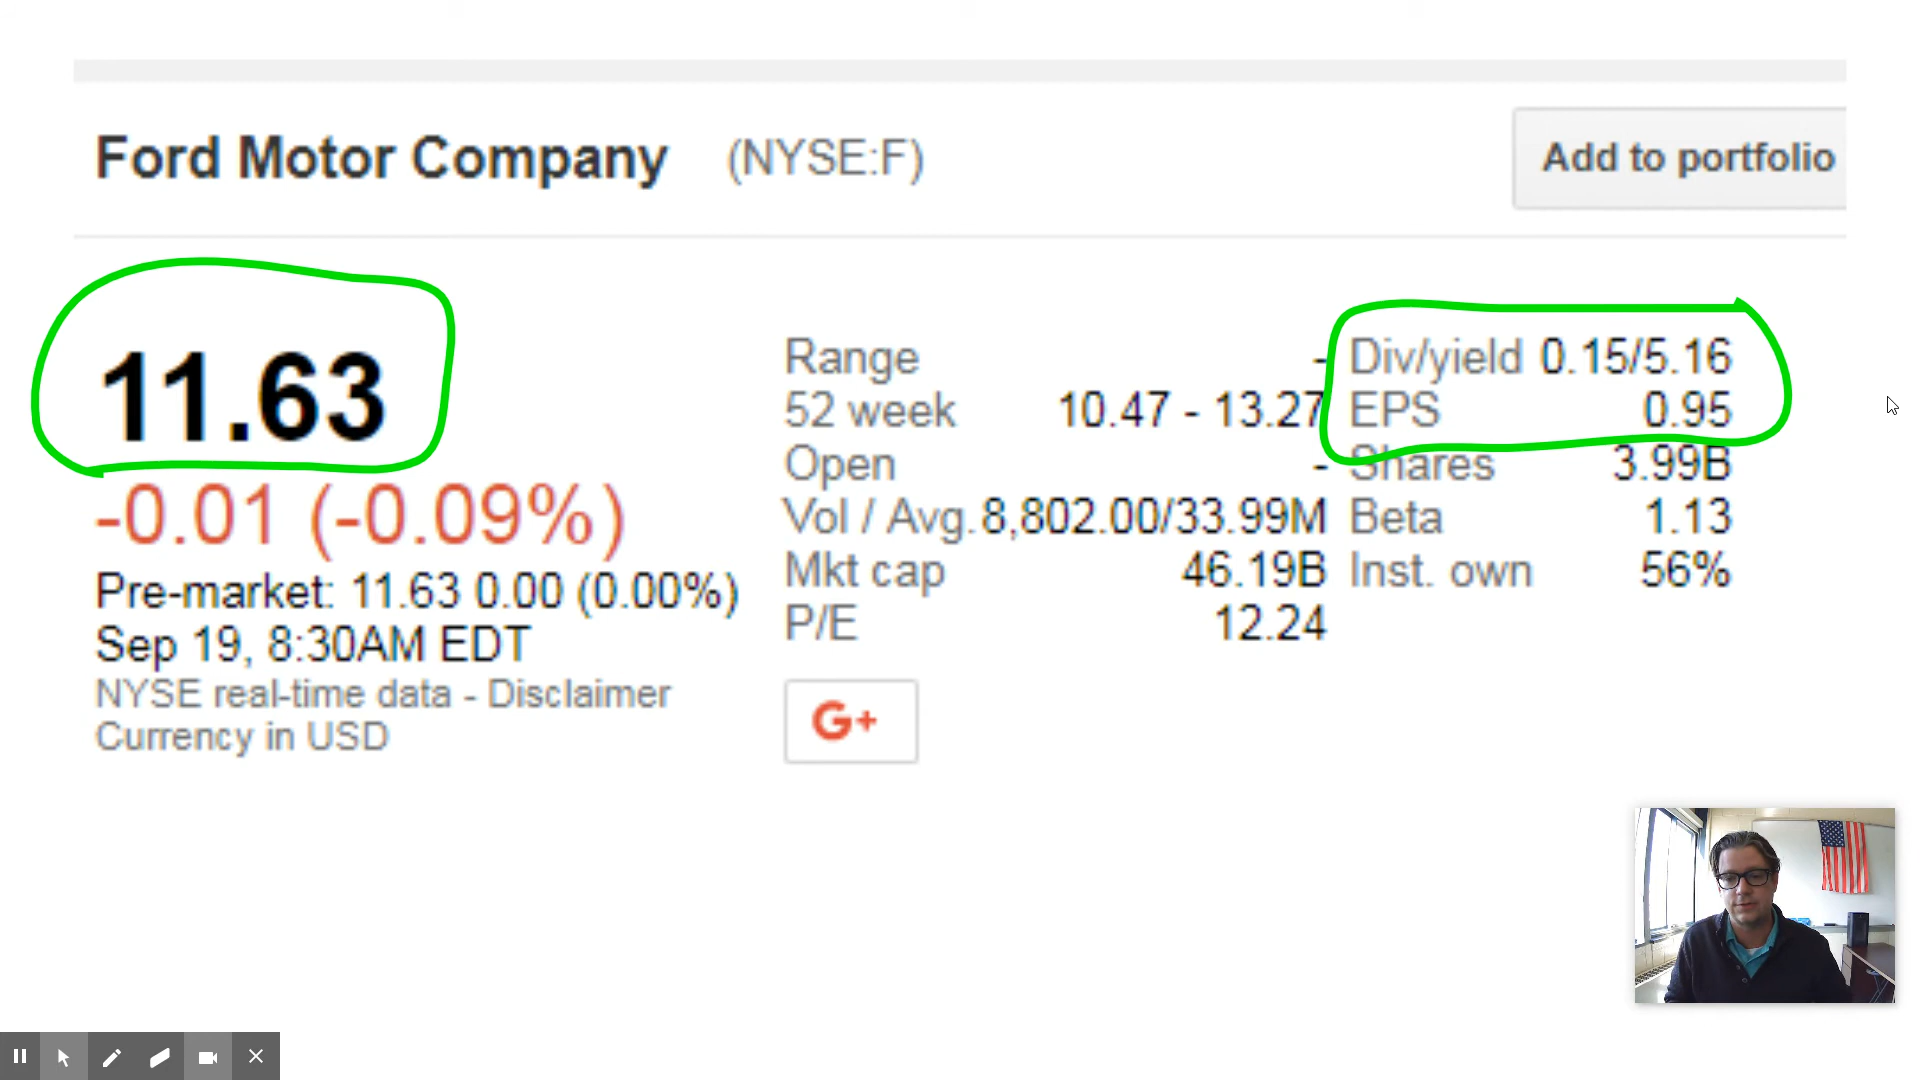 Ford Motor Company (NYSE:F)
Add to portfolio
11.63
-0.01 (-0.09%)
Pre-market: 11.63 0.00 (0.00%)
Sep 19, 8:30AM EDT
NYSE real-time data - Disclaimer
Currency in USD
Range -
52 week 10.47 - 13.27
Open -
Vol / Avg. 8,802.00/33.99M
Mkt cap 46.19B
P/E 12.24
Div/yield 0.15/5.16
EPS 0.95
Shares 3.99B
Beta 1.13
Inst. own 56%
G+